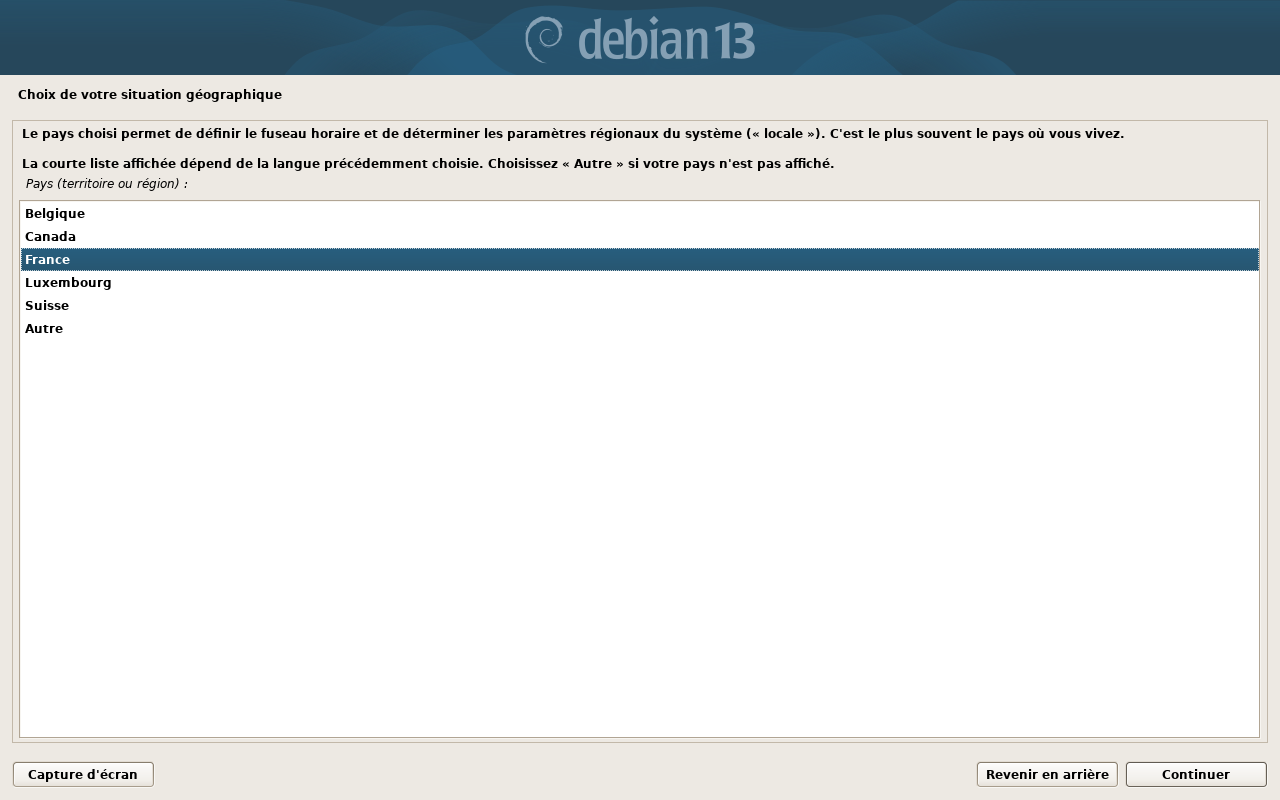 debian 13
Choix de votre situation géographique
Le pays choisi permet de définir le fuseau horaire et de déterminer les paramètres régionaux du système (« locale »). C'est le plus souvent le pays où vous vivez.
La courte liste affichée dépend de la langue précédemment choisie. Choisissez « Autre » si votre pays n'est pas affiché.
Pays (territoire ou région) :
Belgique
Canada
France
Luxembourg
Suisse
Autre
Capture d'écran
Revenir en arrière
Continuer